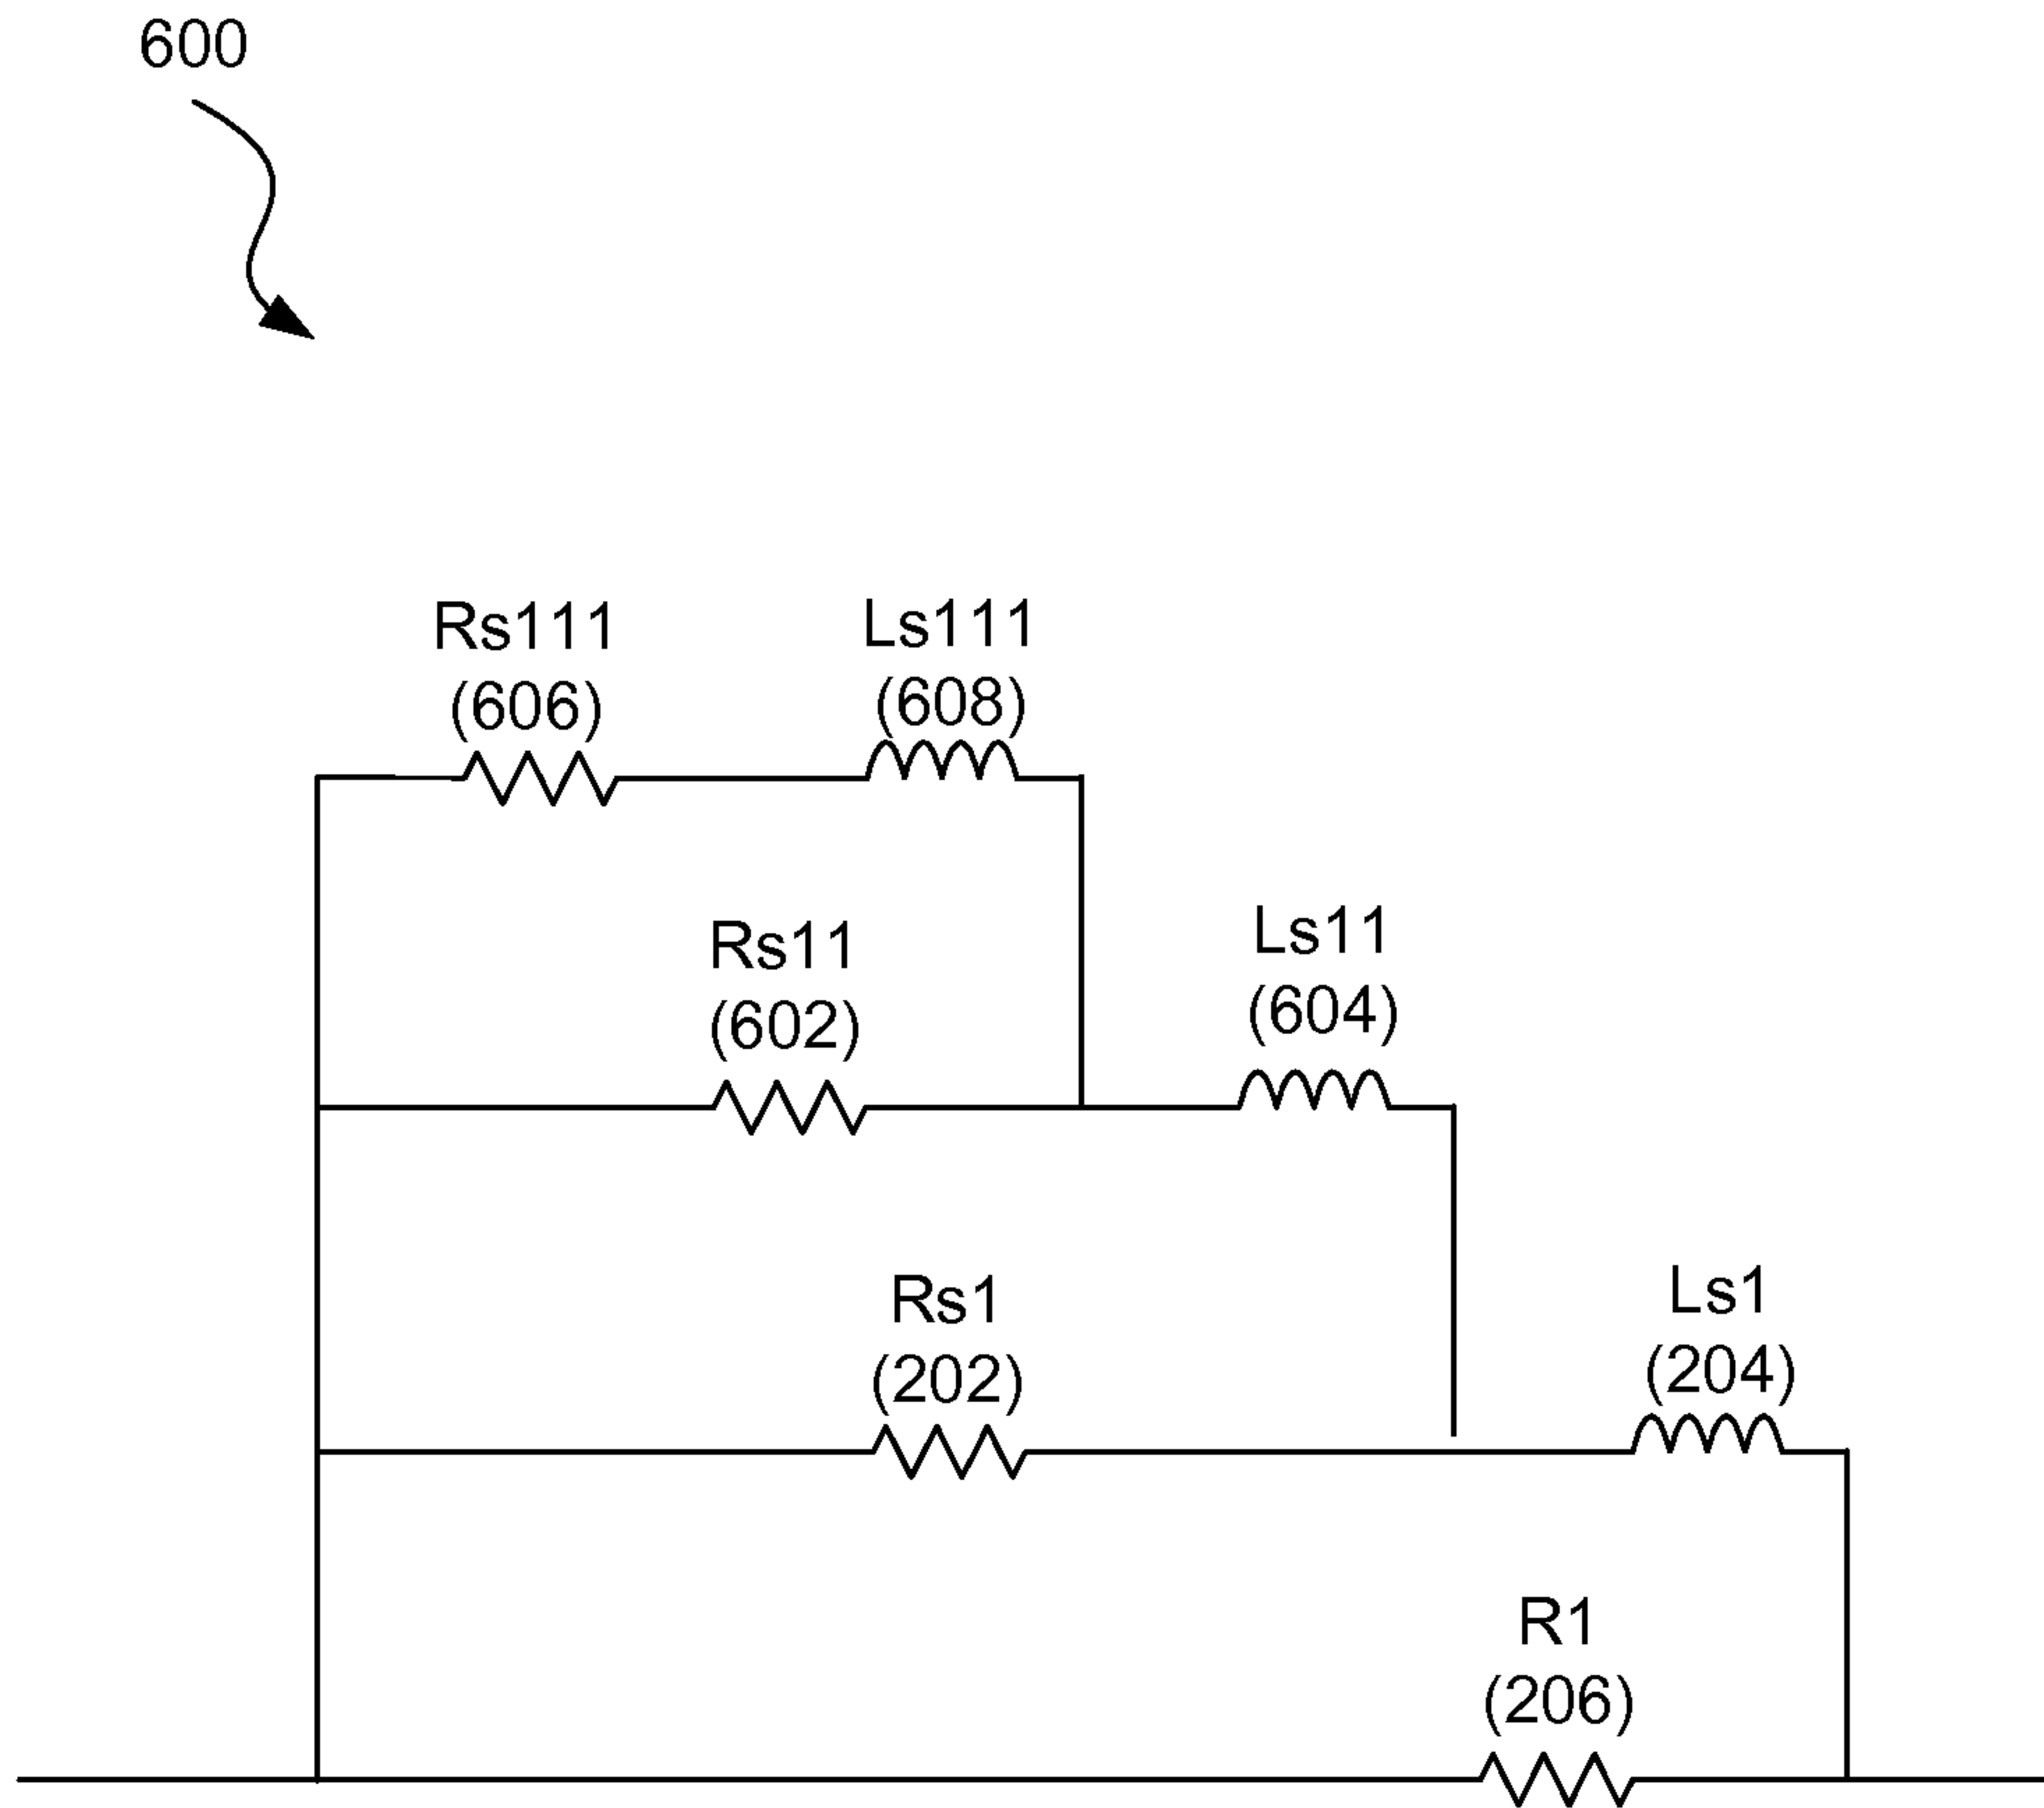 600
Rs111
(606)
Ls111
(608)
Rs11
(602)
Ls11
(604)
Rs1
(202)
Ls1
(204)
R1
(206)